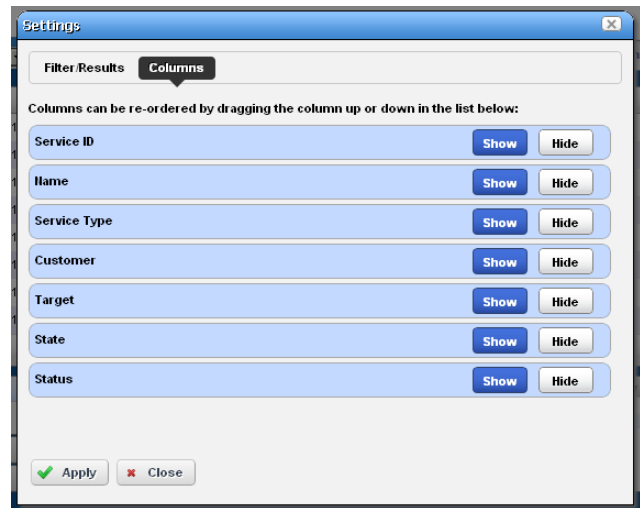 Settings
Filter/Results Columns
Columns can be re-ordered by dragging the column up or down in the list below:
Service ID Show Hide
Name Show Hide
Service Type Show Hide
Customer Show Hide
Target Show Hide
State Show Hide
Status Show Hide
Apply Close